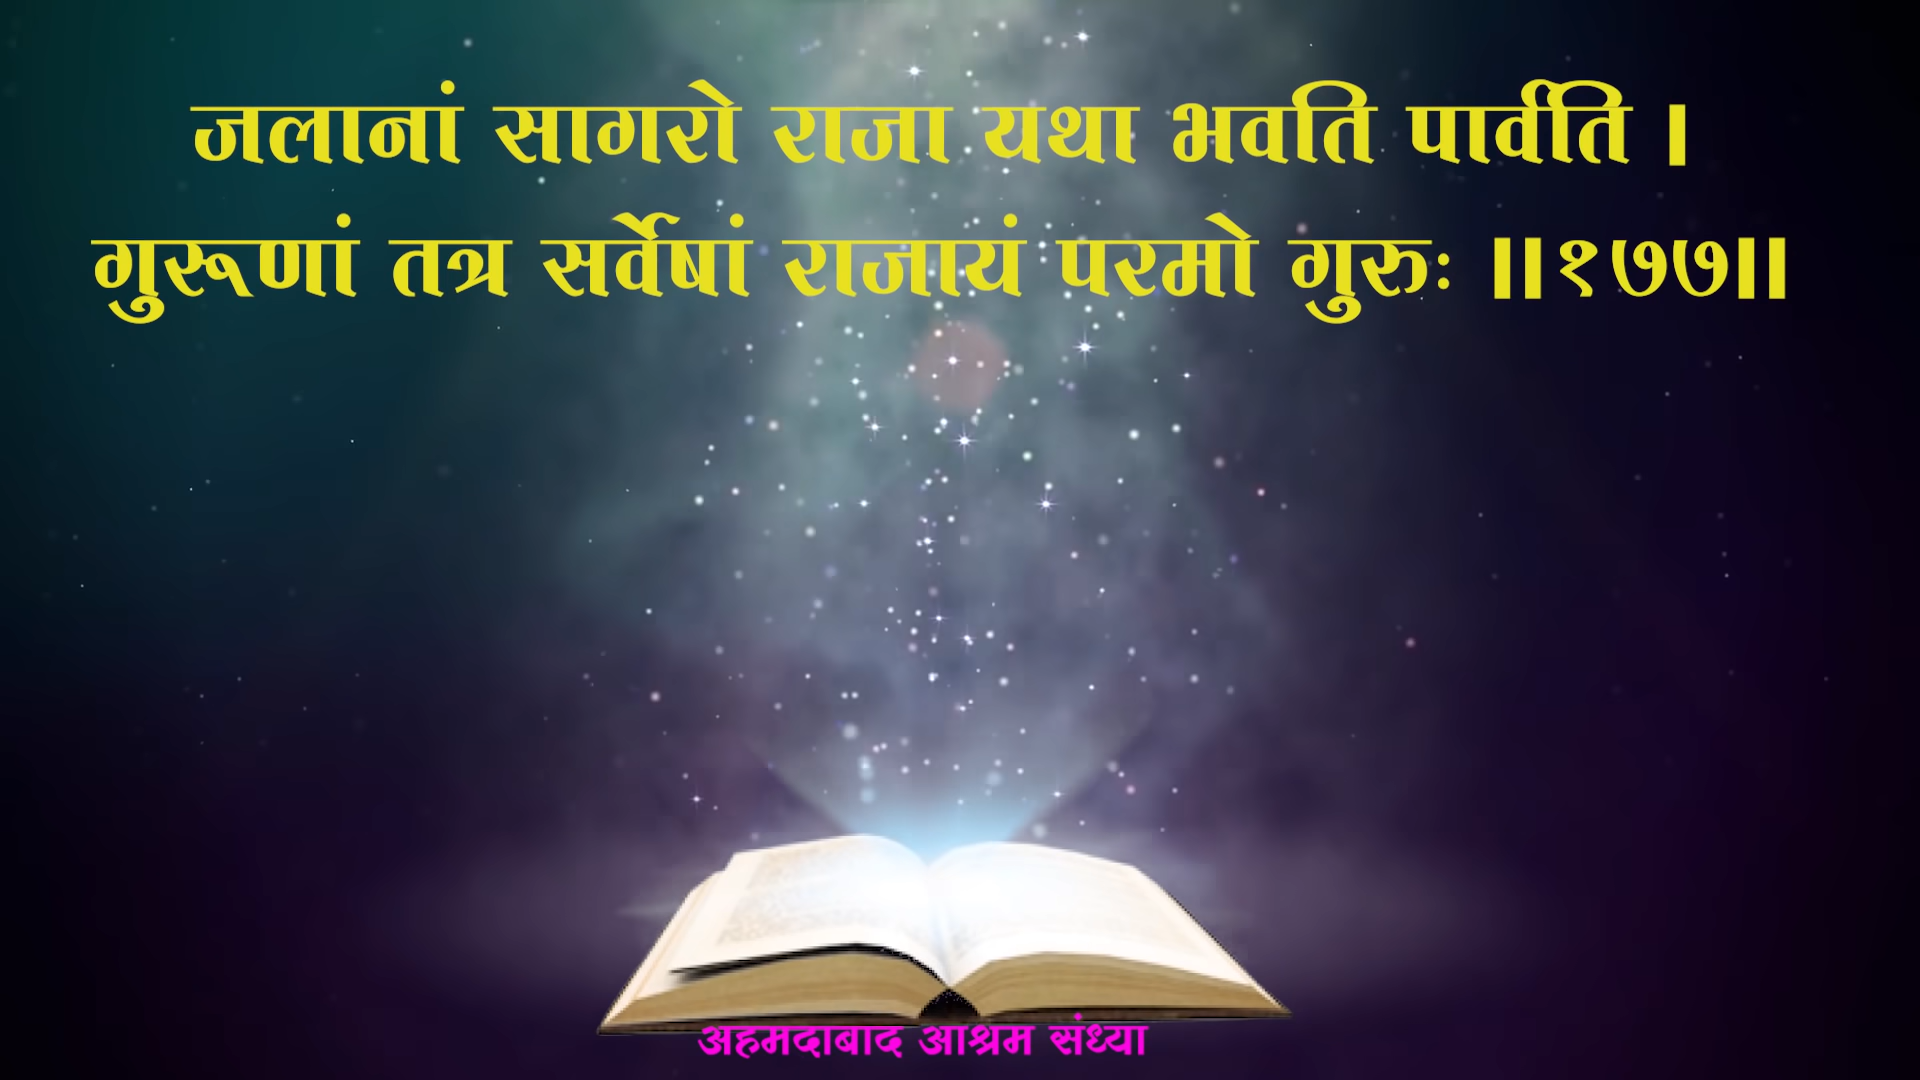 जलानां सागरो राजा यथा भवति पार्वति ।
गुरूणां तत्र सर्वेषां राजायं परमो गुरुः ॥१७७॥
अहमदाबाद आश्रम संध्या